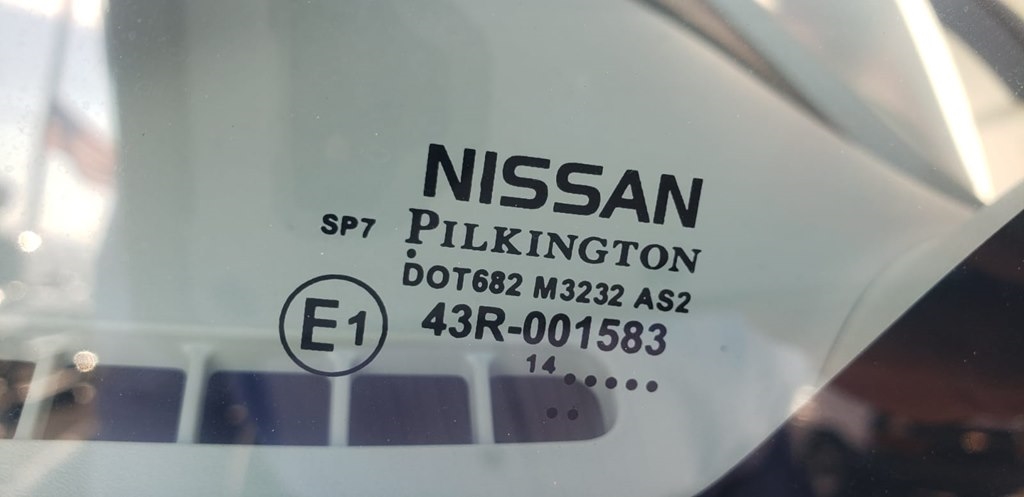 NISSAN
SP7 PILKINGTON
DOT682 M3232 AS2
E1 43R-001583
14